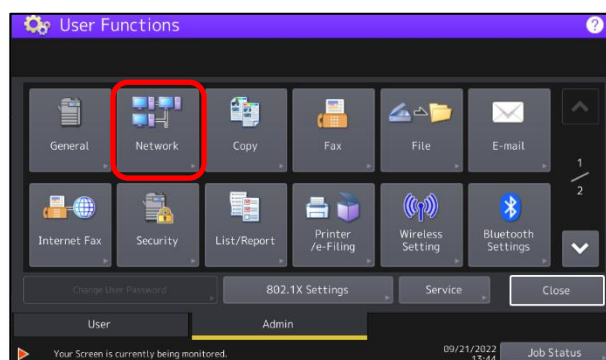 User Functions
?
General
Network
Copy
Fax
File
E-mail
1
2
Internet Fax
Security
List/Report
Printer
/e-Filing
Wireless
Setting
Bluetooth
Settings
Change User Password
802.1X Settings
Service
Close
User
Admin
Your Screen is currently being monitored.
09/21/2022
13:44
Job Status